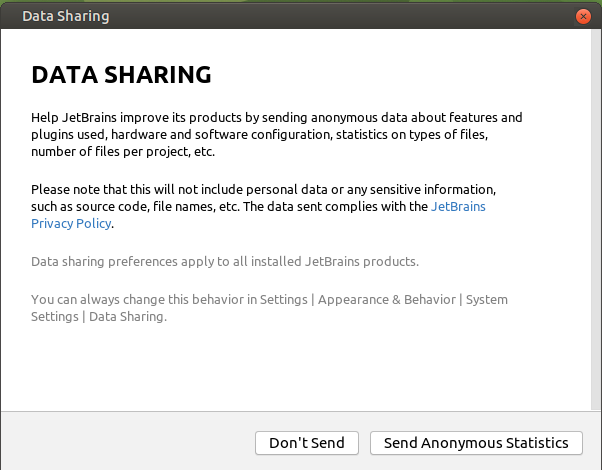 Data Sharing
DATA SHARING
Help JetBrains improve its products by sending anonymous data about features and
plugins used, hardware and software configuration, statistics on types of files,
number of files per project, etc.
Please note that this will not include personal data or any sensitive information,
such as source code, file names, etc. The data sent complies with the JetBrains
Privacy Policy.
Data sharing preferences apply to all installed JetBrains products.
You can always change this behavior in Settings | Appearance & Behavior | System
Settings | Data Sharing.
Don't Send
Send Anonymous Statistics